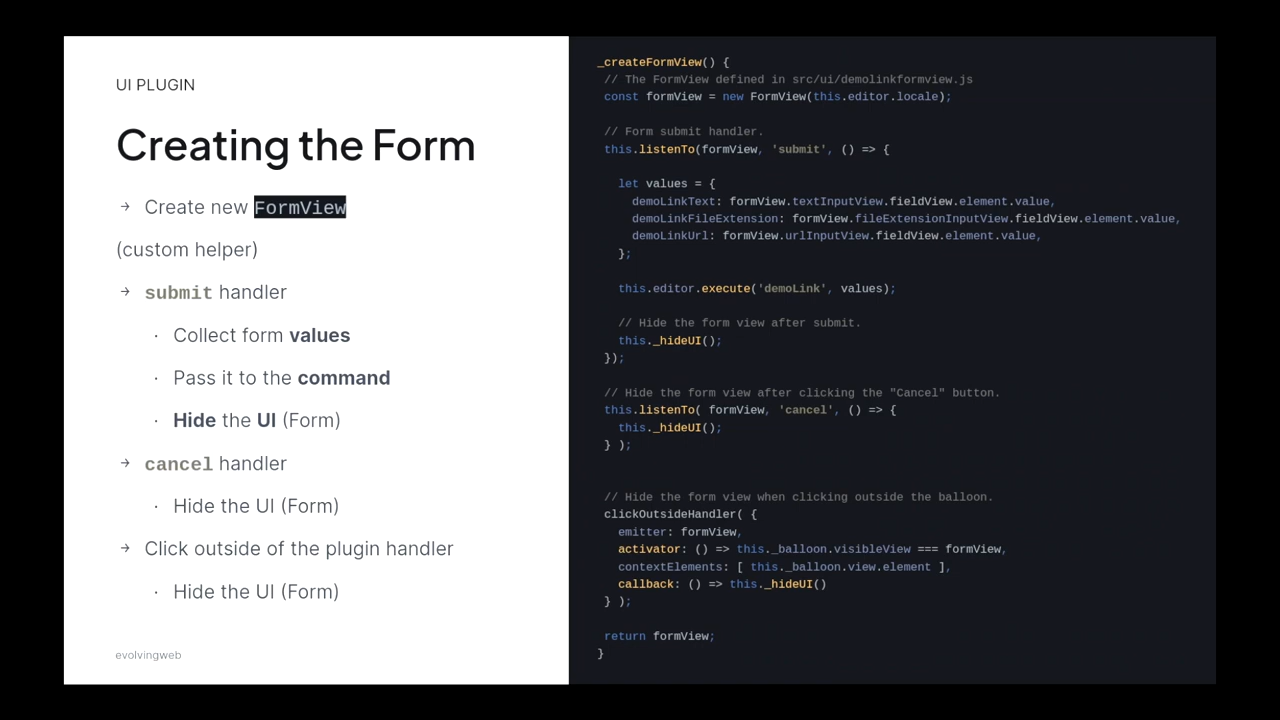 UI PLUGIN
Creating the Form
→ Create new FormView
(custom helper)
→ submit handler
· Collect form values
· Pass it to the command
· Hide the UI (Form)
→ cancel handler
· Hide the UI (Form)
→ Click outside of the plugin handler
· Hide the UI (Form)
evolvingweb
_createFormView() {
// The FormView defined in src/ui/demolinkformview.js
const formView = new FormView(this.editor.locale);
// Form submit handler.
this.listenTo(formView, 'submit', () => {
let values = {
demoLinkText: formView.textInputView.fieldView.element.value,
demoLinkFileExtension: formView.fileExtensionInputView.fieldView.element.value,
demoLinkUrl: formView.urlInputView.fieldView.element.value,
};
this.editor.execute('demoLink', values);
// Hide the form view after submit.
this._hideUI();
});
// Hide the form view after clicking the "Cancel" button.
this.listenTo( formView, 'cancel', () => {
this._hideUI();
} );
// Hide the form view when clicking outside the balloon.
clickOutsideHandler( {
emitter: formView,
activator: () => this._balloon.visibleView === formView,
contextElements: [ this._balloon.view.element ],
callback: () => this._hideUI()
} );
return formView;
}